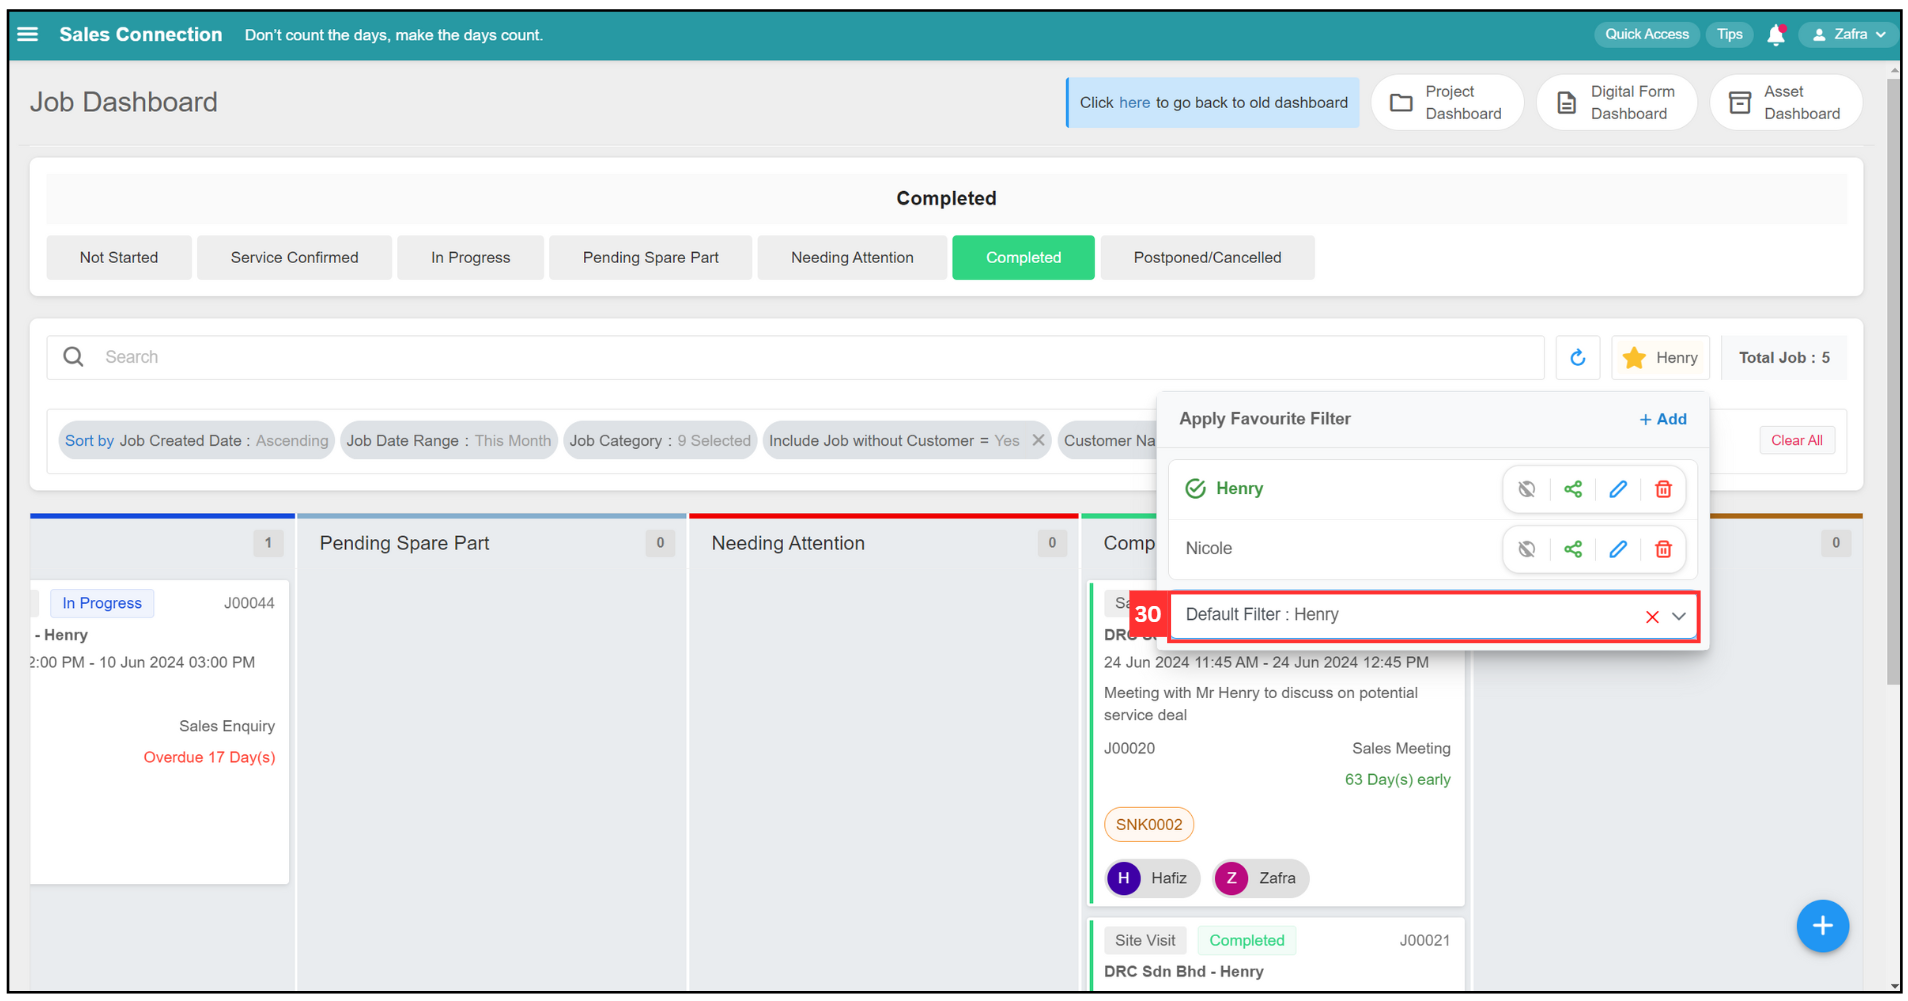 Sales Connection Don't count the days, make the days count. Quick Access Tips Zafra
Job Dashboard
Click here to go back to old dashboard
Project
Dashboard
Digital Form
Dashboard
Asset
Dashboard
Completed
Not Started Service Confirmed In Progress Pending Spare Part Needing Attention Completed Postponed/Cancelled
Search
Henry
Total Job : 5
Sort by Job Created Date : Ascending Job Date Range : This Month Job Category : 9 Selected Include Job without Customer = Yes Customer Na
Clear All
Apply Favourite Filter + Add
Henry
Nicole
30 Default Filter : Henry
1
Pending Spare Part 0
Needing Attention 0
Comp
0
In Progress J00044
- Henry
2:00 PM - 10 Jun 2024 03:00 PM
Sales Enquiry
Overdue 17 Day(s)
Sa
DRC S
24 Jun 2024 11:45 AM - 24 Jun 2024 12:45 PM
Meeting with Mr Henry to discuss on potential
service deal
J00020 Sales Meeting
63 Day(s) early
SNK0002
H Hafiz Z Zafra
Site Visit Completed J00021
DRC Sdn Bhd - Henry